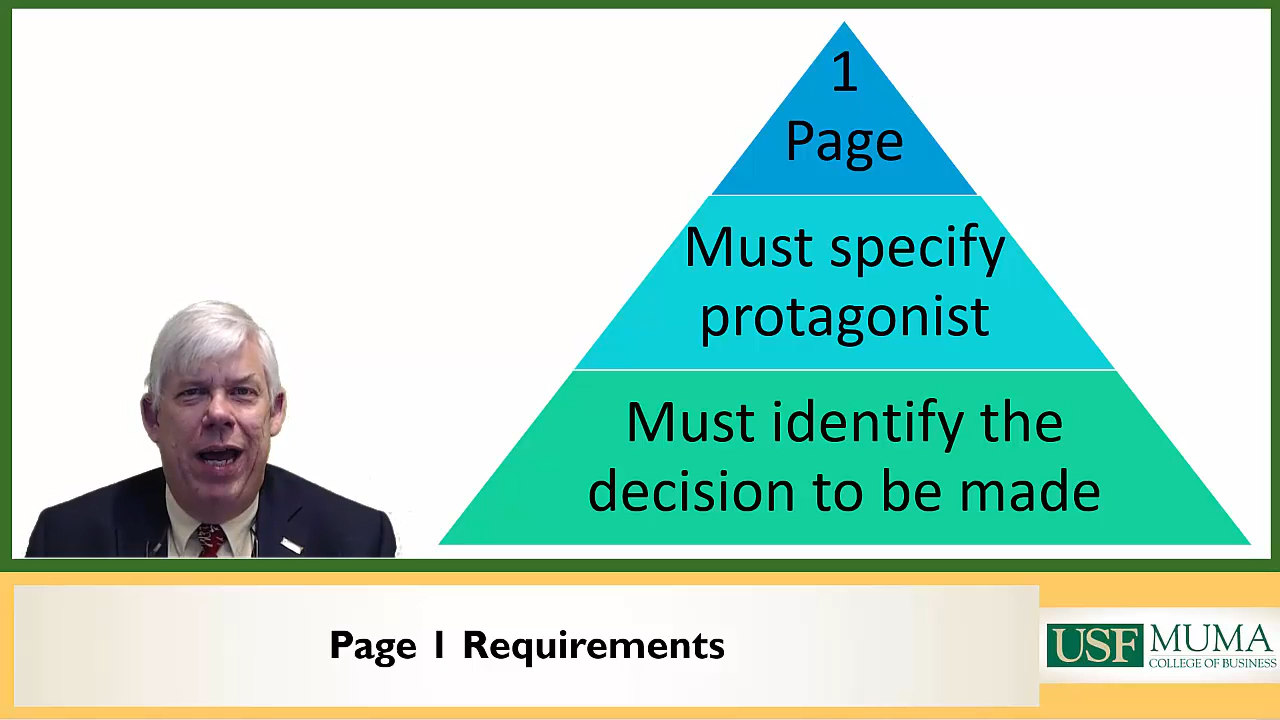 1
Page
Must specify
protagonist
Must identify the
decision to be made
Page 1 Requirements
USF MUMA
COLLEGE OF BUSINESS